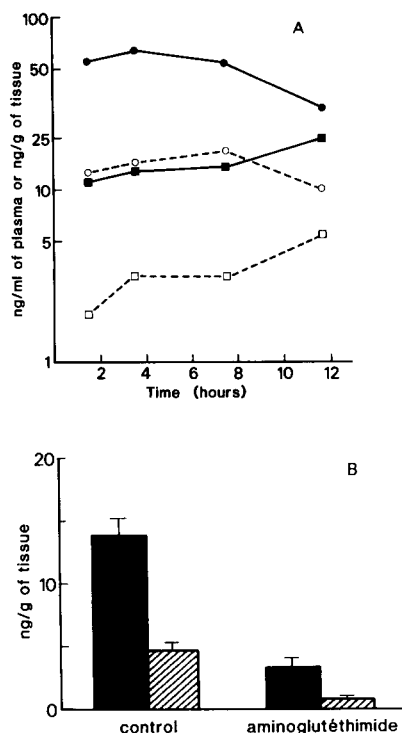 A
ng/ml of plasma or ng/g of tissue
100
50
25
10
5
1
2 4 6 8 10 12
Time (hours)
B
ng/g of tissue
20
10
0
control aminoglutéthimide